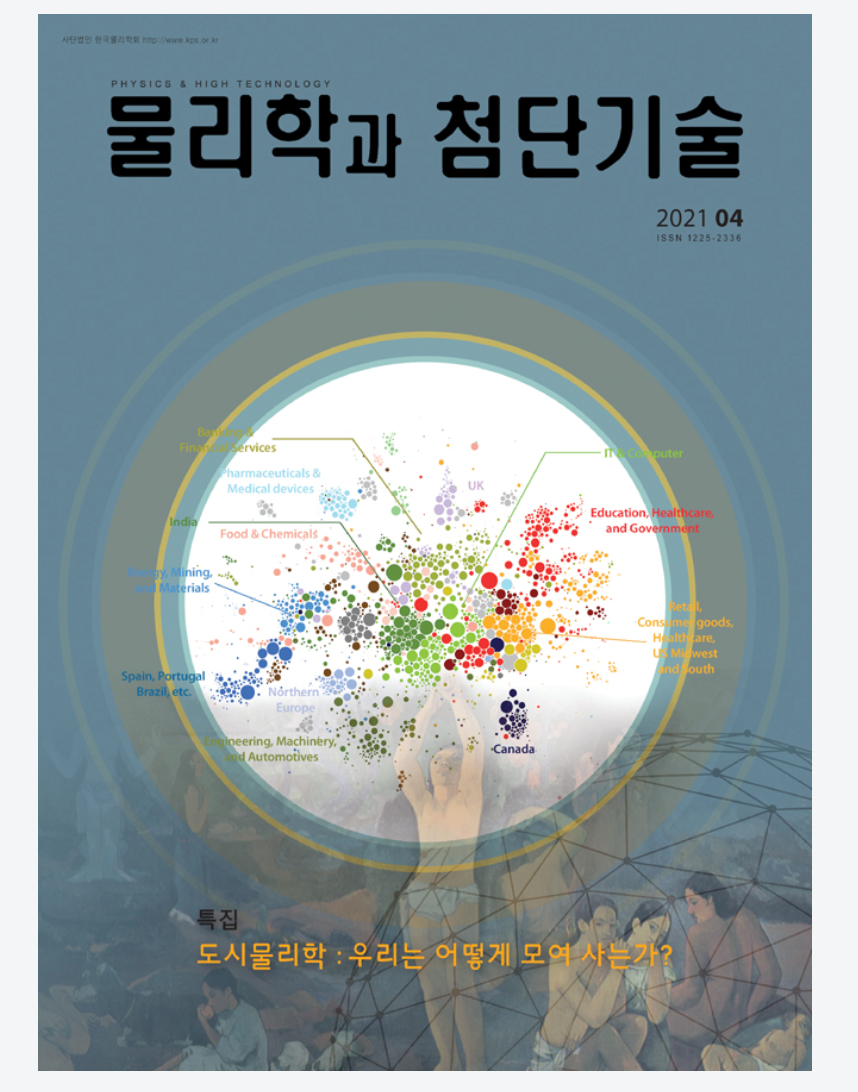 사단법인 한국물리학회 http://www.kps.or.kr
PHYSICS & HIGH TECHNOLOGY
물리학과 첨단기술
2021 04
ISSN 1225-2336
Banking &
Financial Services
IT & Computer
Pharmaceuticals &
Medical devices
UK
Education, Healthcare,
and Government
India
Food & Chemicals
Energy, Mining,
and Materials
Retail,
Consumer goods,
Healthcare,
US Midwest
and South
Spain, Portugal
Brazil, etc.
Northern
Europe
Engineering, Machinery,
and Automotives
Canada
특집
도시물리학 : 우리는 어떻게 모여 사는가?